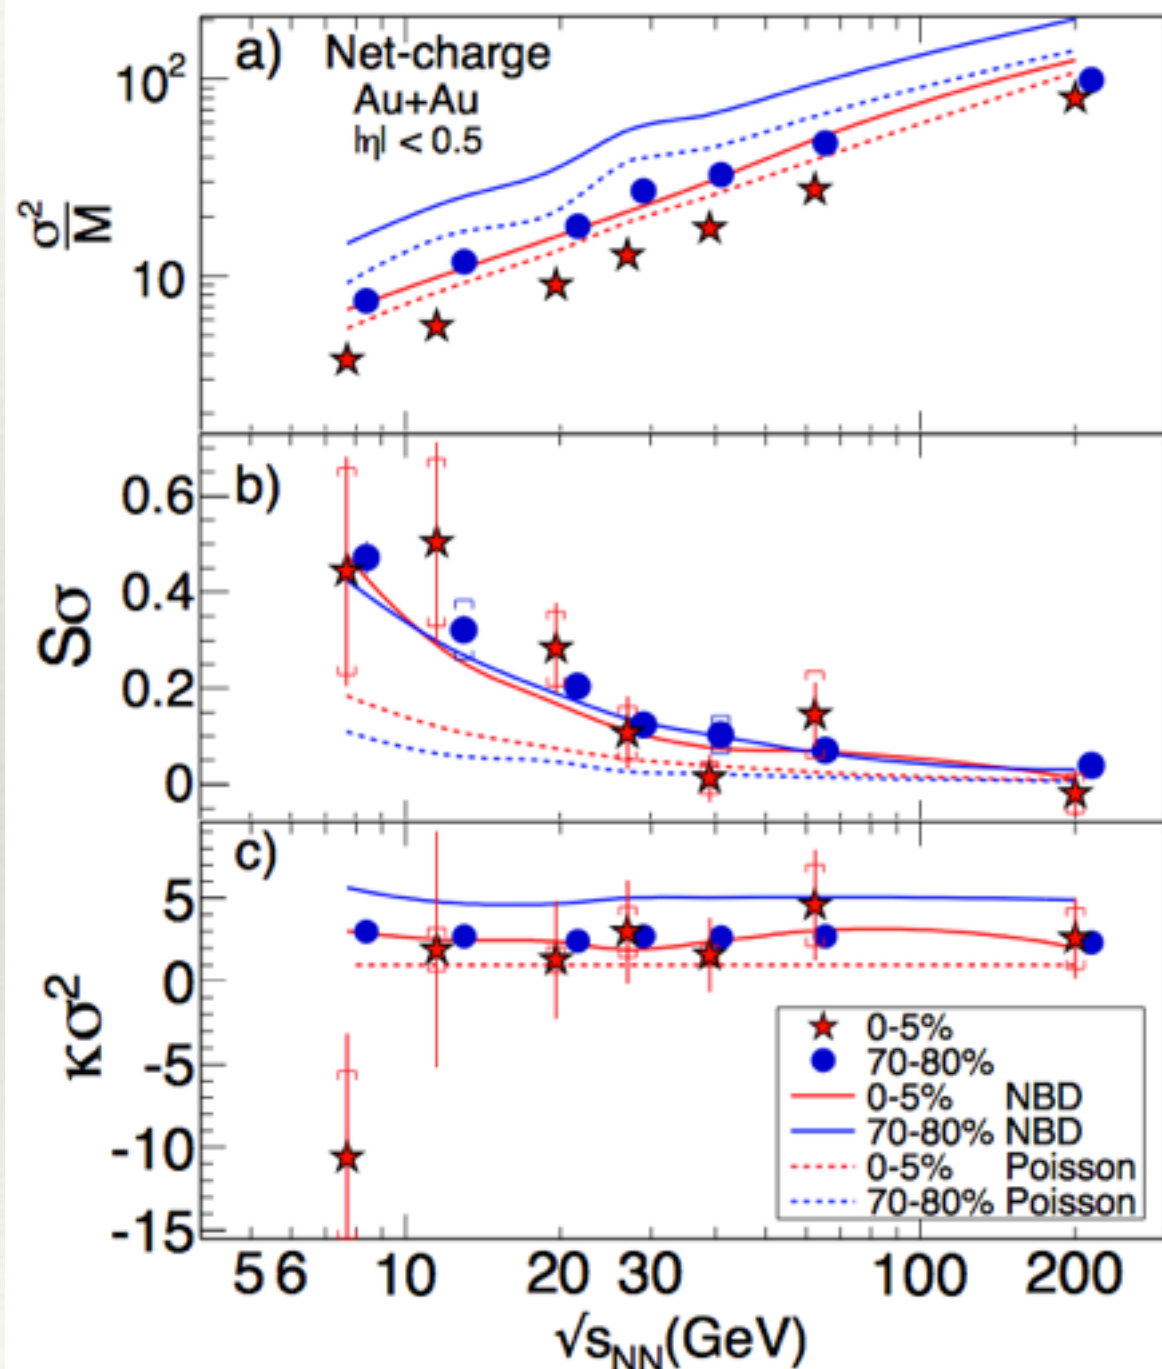 a) Net-charge
Au+Au
|η| < 0.5
10²
10
σ²/M
b)
0.6
0.4
0.2
0
Sσ
c)
5
0
-5
-10
-15
κσ²
0-5%
70-80%
0-5% NBD
70-80% NBD
0-5% Poisson
70-80% Poisson
5 6 10 20 30 100 200
√sNN(GeV)